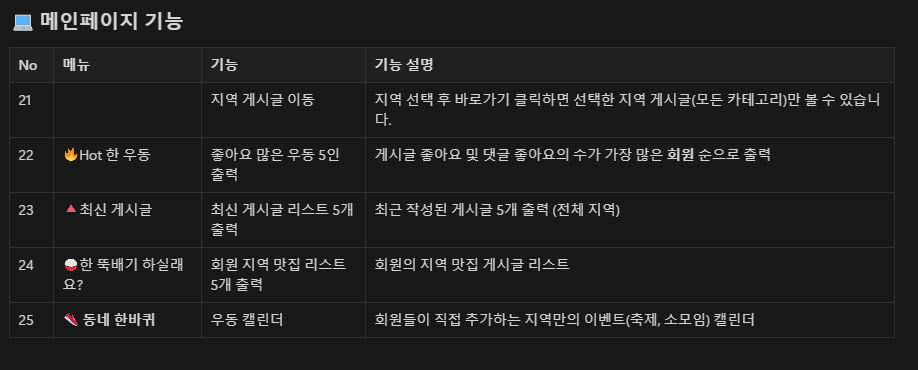 💻 메인페이지 기능
No 메뉴 기능 기능 설명
21 지역 게시글 이동 지역 선택 후 바로가기 클릭하면 선택한 지역 게시글(모든 카테고리)만 볼 수 있습니
다.
22 🔥Hot 한 우동 좋아요 많은 우동 5인 게시글 좋아요 및 댓글 좋아요의 수가 가장 많은 회원 순으로 출력
출력
23 🔺최신 게시글 최신 게시글 리스트 5개 최근 작성된 게시글 5개 출력 (전체 지역)
출력
24 🍚한 뚝배기 하실래 회원 지역 맛집 리스트 회원의 지역 맛집 게시글 리스트
요? 5개 출력
25 👟 동네 한바퀴 우동 캘린더 회원들이 직접 추가하는 지역만의 이벤트(축제, 소모임) 캘린더